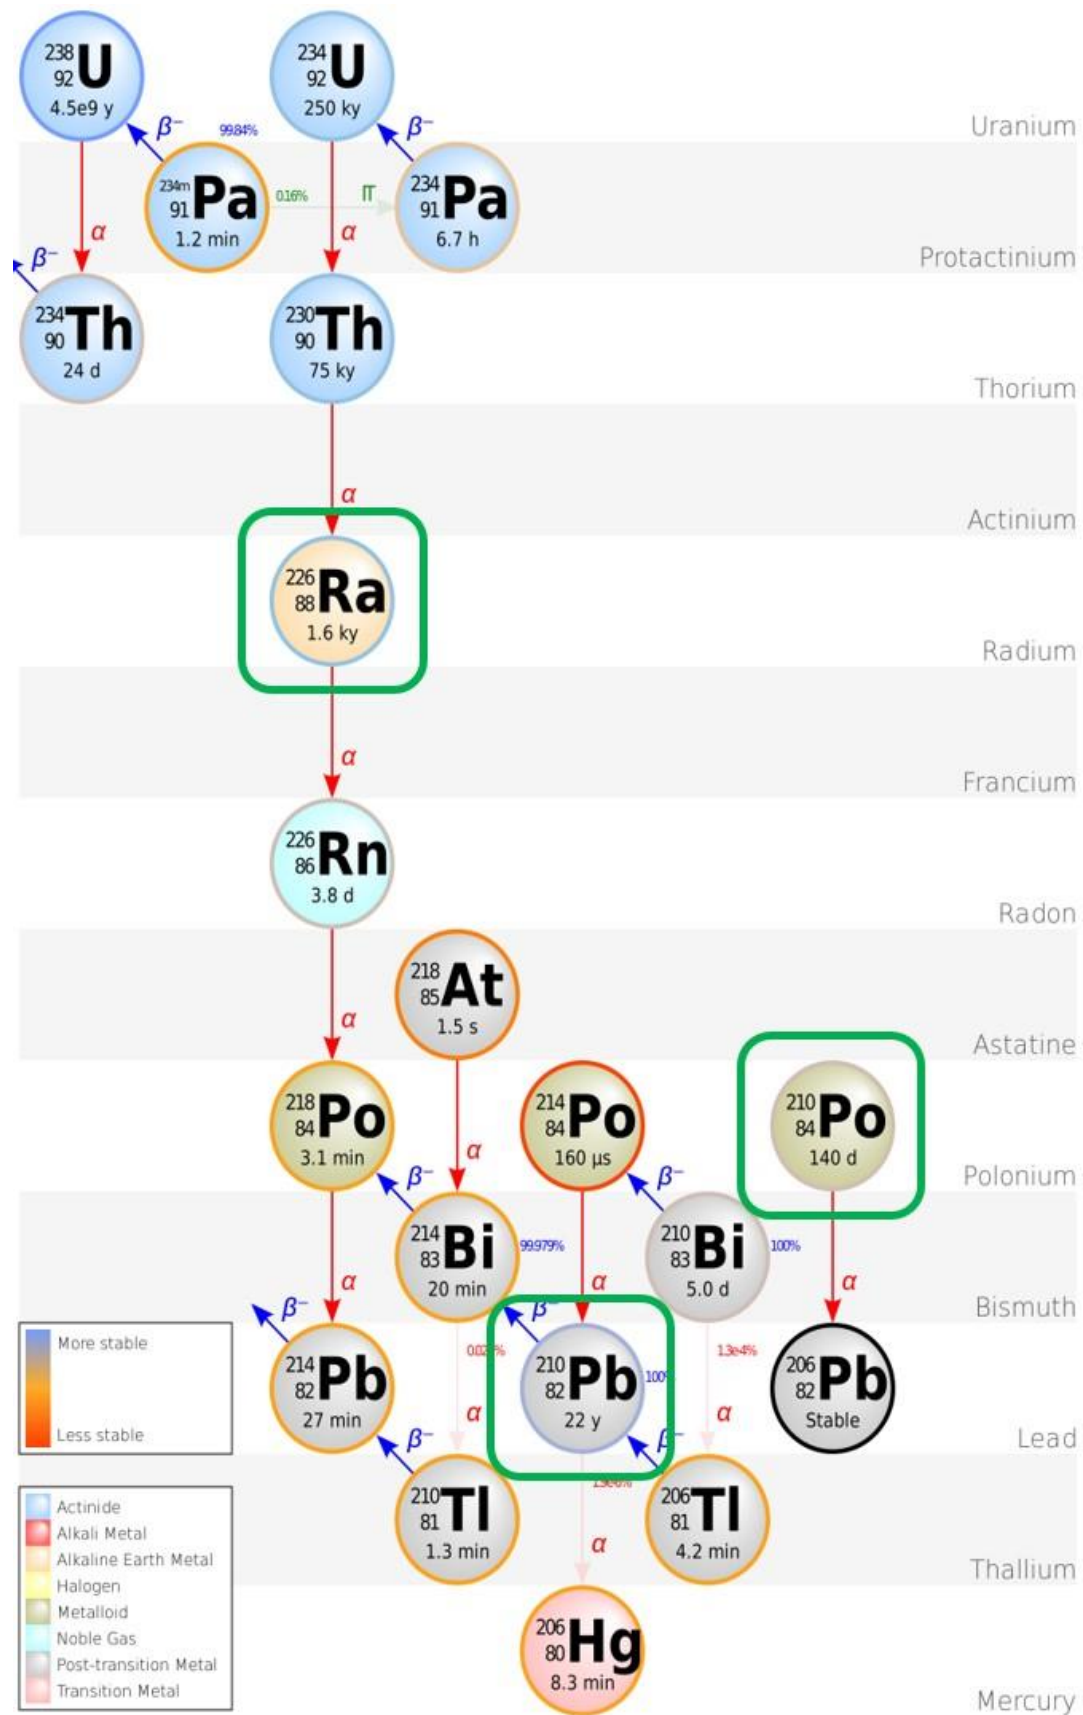 238
92 U
4.5e9 y
234
92 U
250 ky
β⁻
99.84%
β⁻
Uranium
234m
91 Pa
1.2 min
0.16%
IT
234
91 Pa
6.7 h
α
α
Protactinium
β⁻
234
90 Th
24 d
230
90 Th
75 ky
Thorium
α
Actinium
226
88 Ra
1.6 ky
Radium
α
Francium
226
86 Rn
3.8 d
Radon
218
85 At
1.5 s
α
Astatine
218
84 Po
3.1 min
214
84 Po
160 µs
210
84 Po
140 d
α
β⁻
β⁻
Polonium
214
83 Bi
20 min
99.979%
210
83 Bi
5.0 d
100%
α
α
α
β⁻
β⁻
Bismuth
214
82 Pb
27 min
210
82 Pb
22 y
100%
1.3e-4%
206
82 Pb
Stable
α
α
β⁻
β⁻
Lead
More stable
Less stable
210
81 Tl
1.3 min
1.9e-6%
206
81 Tl
4.2 min
α
Thallium
206
80 Hg
8.3 min
Mercury
Actinide
Alkali Metal
Alkaline Earth Metal
Halogen
Metalloid
Noble Gas
Post-transition Metal
Transition Metal